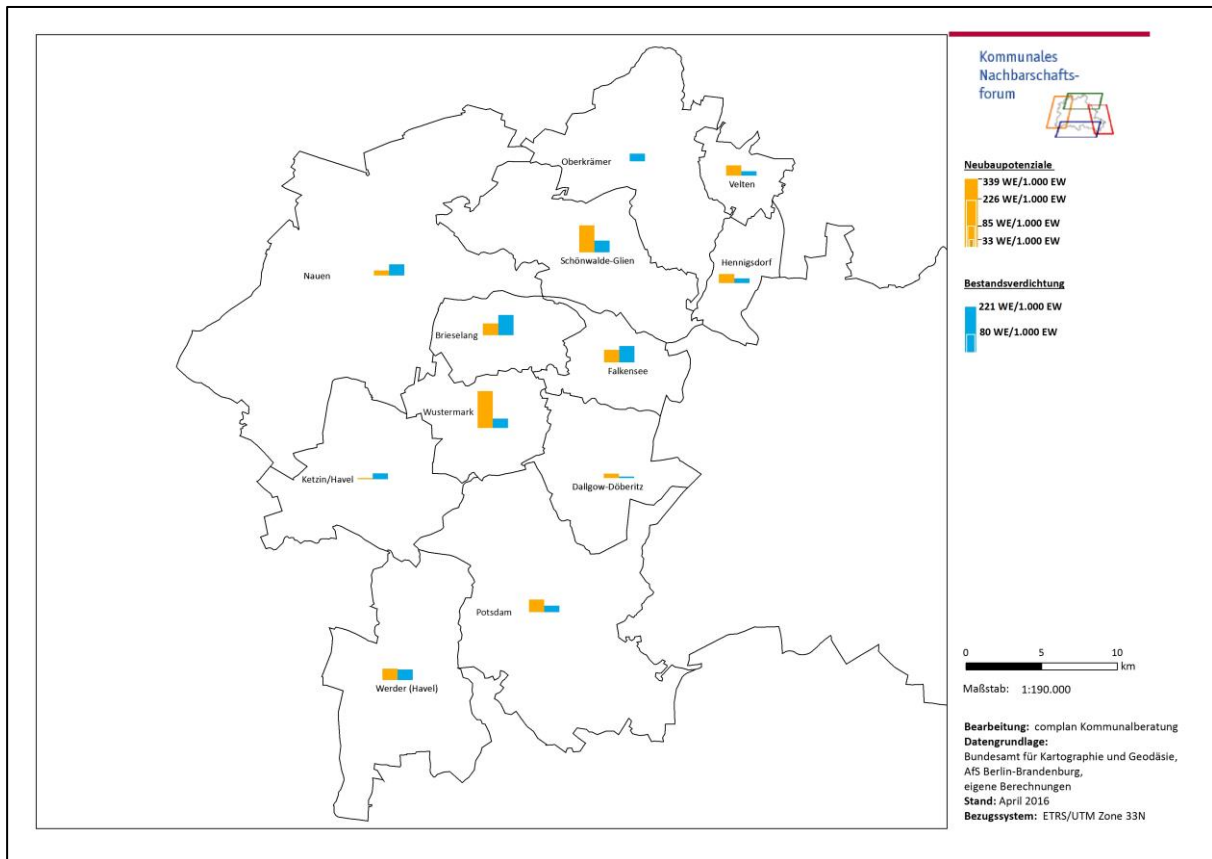 Kommunales
Nachbarschafts-
forum
Oberkrämer
Velten
Schönwalde-Glien
Hennigsdorf
Nauen
Brieselang
Falkensee
Wustermark
Ketzin/Havel
Dallgow-Döberitz
Potsdam
Werder (Havel)
Neubaupotenziale
339 WE/1.000 EW
226 WE/1.000 EW
85 WE/1.000 EW
33 WE/1.000 EW
Bestandsverdichtung
221 WE/1.000 EW
80 WE/1.000 EW
0 5 10
km
Maßstab: 1:190.000
Bearbeitung: complan Kommunalberatung
Datengrundlage:
Bundesamt für Kartographie und Geodäsie,
AfS Berlin-Brandenburg,
eigene Berechnungen
Stand: April 2016
Bezugssystem: ETRS/UTM Zone 33N